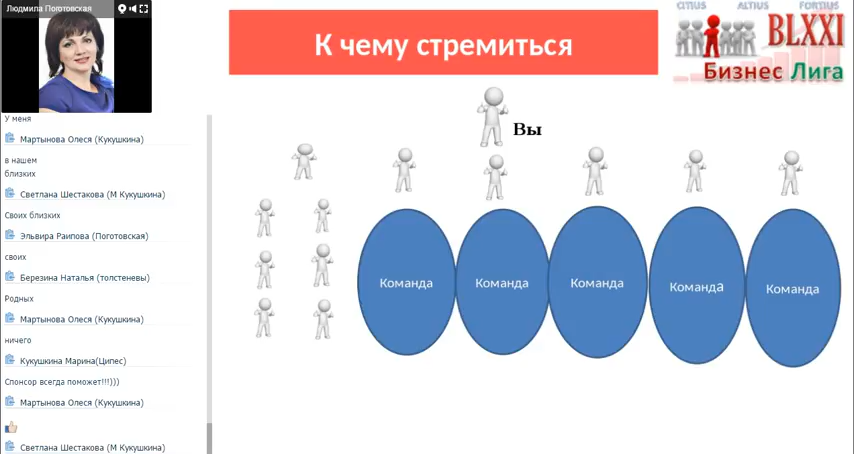 Людмила Поготовская
У меня
Мартынова Олеся (Кукушкина)
в нашем
близких
Светлана Шестакова (М Кукушкина)
Своих близких
Эльвира Раипова (Поготовская)
своих
Березина Наталья (толстеневы)
Родных
Мартынова Олеся (Кукушкина)
ничего
Кукушкина Марина(Ципес)
Спонсор всегда поможет!!!)))
Мартынова Олеся (Кукушкина)
Светлана Шестакова (М Кукушкина)
К чему стремиться
CITIUS ALTIUS FORTIUS
BLXXI
Бизнес Лига
Вы
Команда
Команда
Команда
Команда
Команда